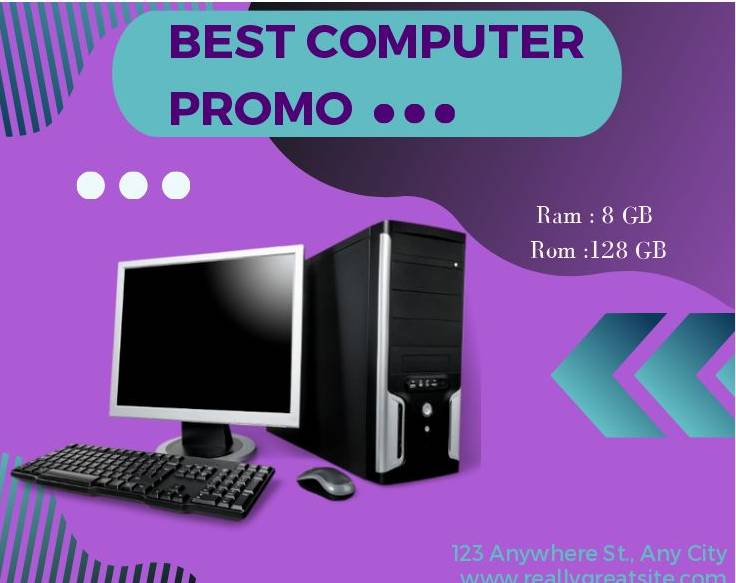 BEST COMPUTER
PROMO
Ram : 8 GB
Rom :128 GB
123 Anywhere St., Any City
www.reallygreatsite.com